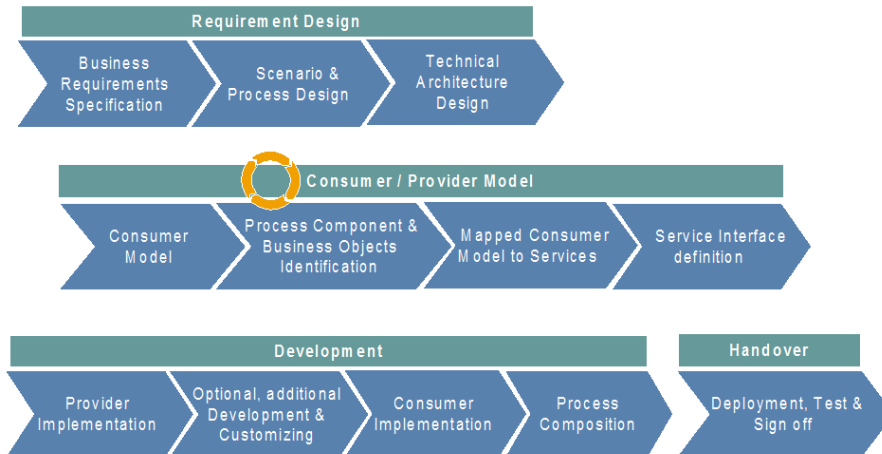 Requirement Design
Business
Requirements
Specification
Scenario &
Process Design
Technical
Architecture
Design
Consumer / Provider Model
Consumer
Model
Process Component &
Business Objects
Identification
Mapped Consumer
Model to Services
Service Interface
definition
Development
Provider
Implementation
Optional, additional
Development &
Customizing
Consumer
Implementation
Process
Composition
Handover
Deployment, Test &
Sign off